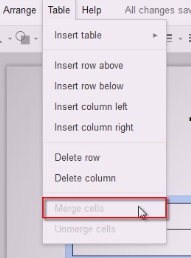 Arrange Table Help All changes sav
Insert table
Insert row above
Insert row below
Insert column left
Insert column right
Delete row
Delete column
Merge cells
Unmerge cells